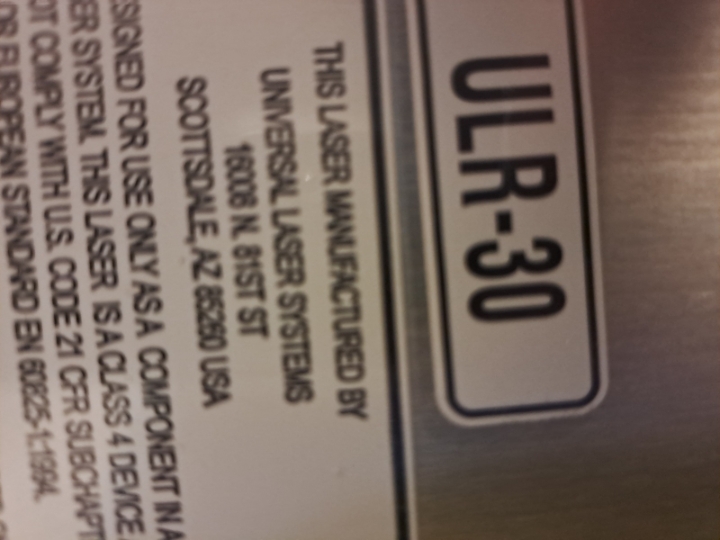 ULR-30
THIS LASER MANUFACTURED BY
UNIVERSAL LASER SYSTEMS
16008 N. 81ST ST
SCOTTSDALE, AZ 85260 USA
SIGNED FOR USE ONLY AS A COMPONENT IN A
ER SYSTEM. THIS LASER IS A CLASS 4 DEVICE
OT COMPLY WITH U.S. CODE 21 CFR SUBCHAPT
OR EUROPEAN STANDARD EN 60825-1:1994.